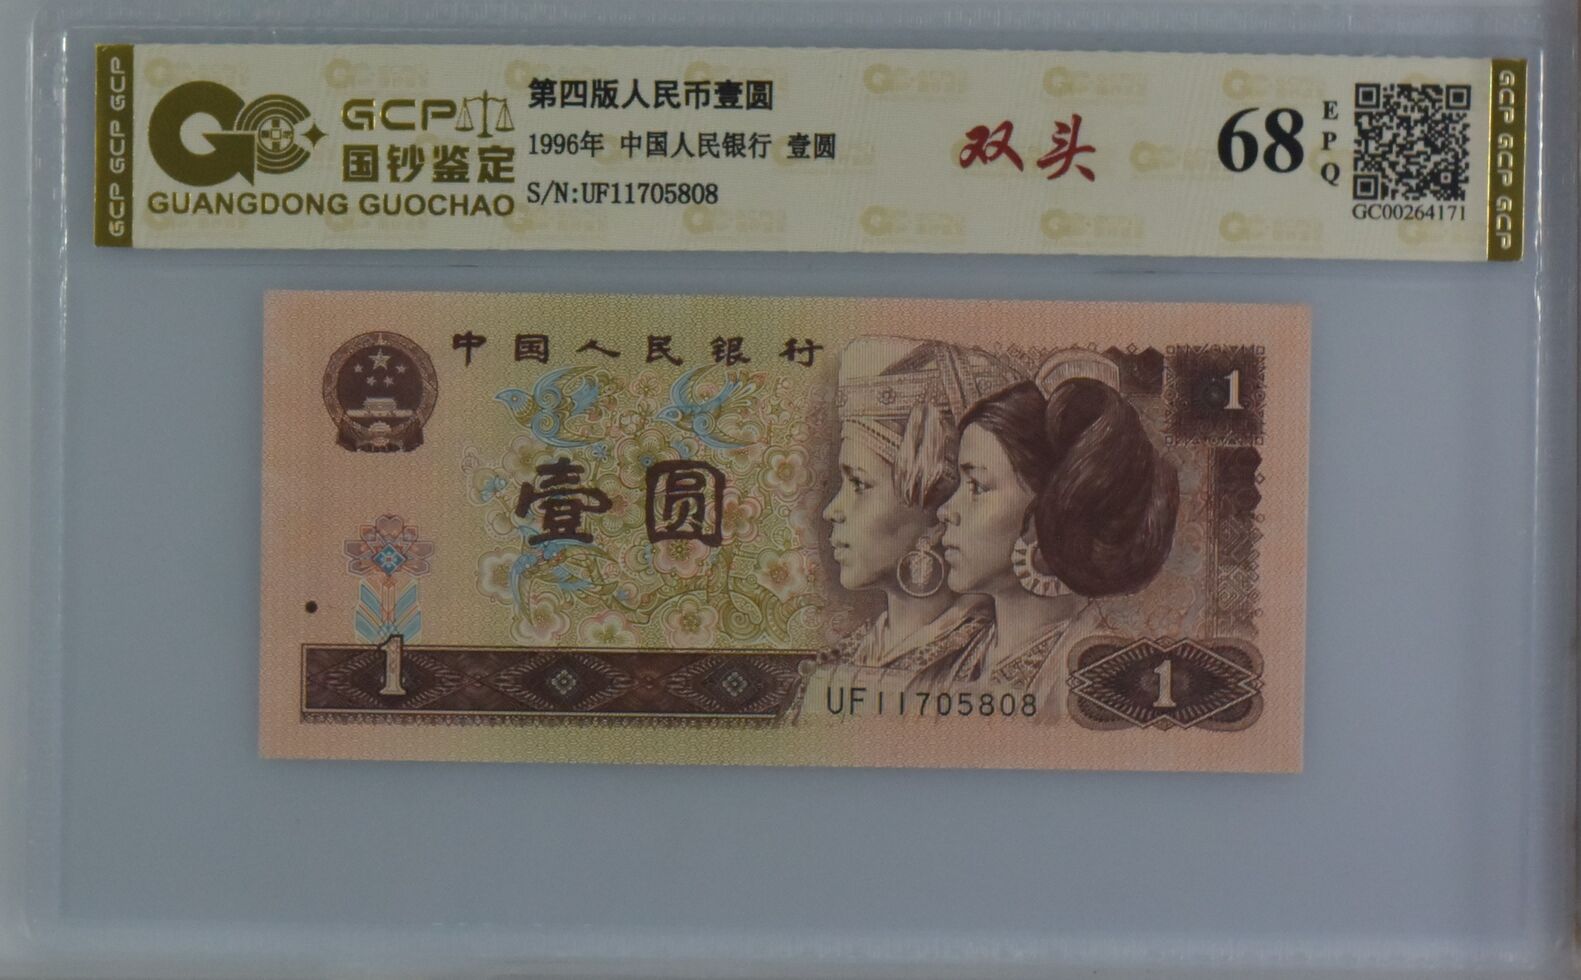 GCP GCP GCP
GCP
国钞鉴定
GUANGDONG GUOCHAO
第四版人民币壹圆
1996年 中国人民银行 壹圆
S/N:UF11705808
双头
68
EPQ
GC00264171
GCP GCP GCP
中国人民银行
1
壹圆
1
UF11705808
1